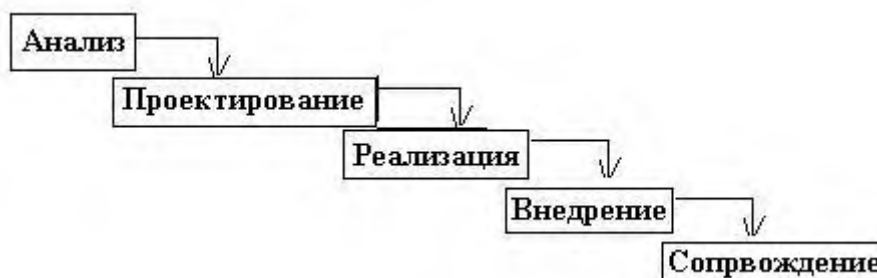 Анализ
Проектирование
Реализация
Внедрение
Сопрвождение